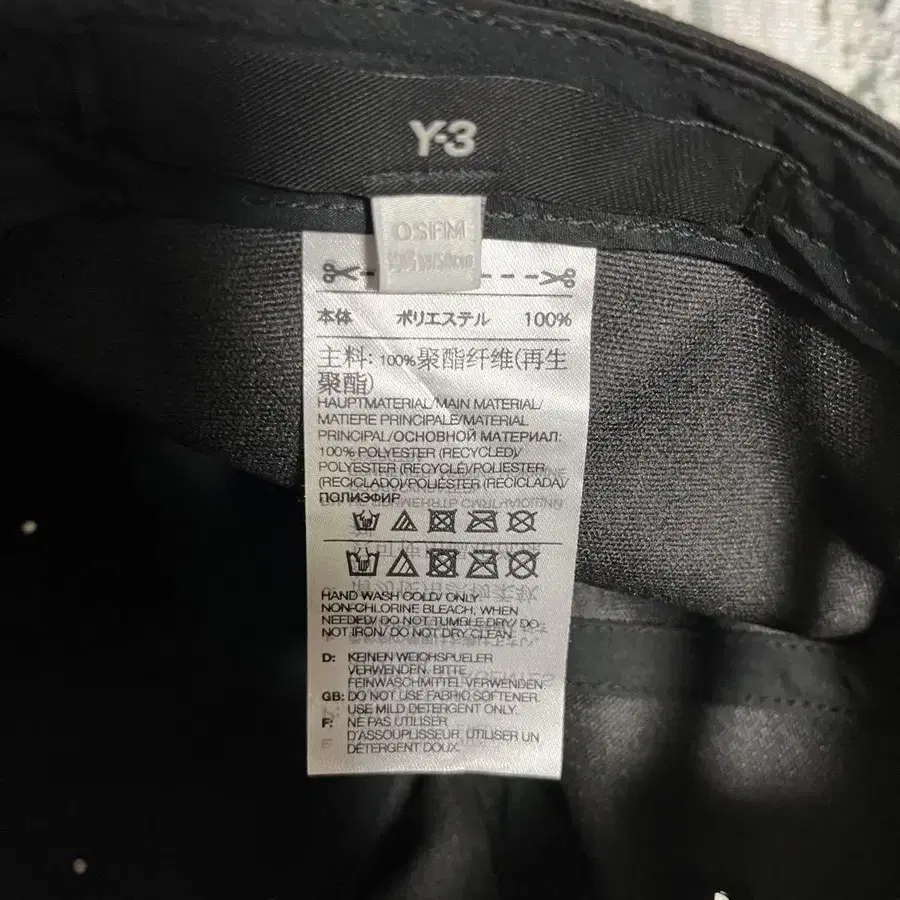 Y-3
OSFM
本体 ポリエステル 100%
主料: 100%聚酯纤维(再生
聚酯)
HAUPTMATERIAL/MAIN MATERIAL/
MATIERE PRINCIPALE/MATERIAL
PRINCIPAL/ОСНОВНОЙ МАТЕРИАЛ:
100% POLYESTER (RECYCLED)/
POLYESTER (RECYCLÉ)/POLIESTER
(RECICLADO)/POLIÉSTER (RECICLADA)/
ПОЛИЭФИР
HAND WASH COLD/ ONLY
NON-CHLORINE BLEACH, WHEN
NEEDED/ DO NOT TUMBLE DRY/ DO
NOT IRON/ DO NOT DRY CLEAN
D: KEINEN WEICHSPUELER
VERWENDEN. BITTE
FEINWASCHMITTEL VERWENDEN.
GB: DO NOT USE FABRIC SOFTENER.
USE MILD DETERGENT ONLY.
F: NE PAS UTILISER
D'ASSOUPLISSEUR, UTILISER UN
DÉTERGENT DOUX.